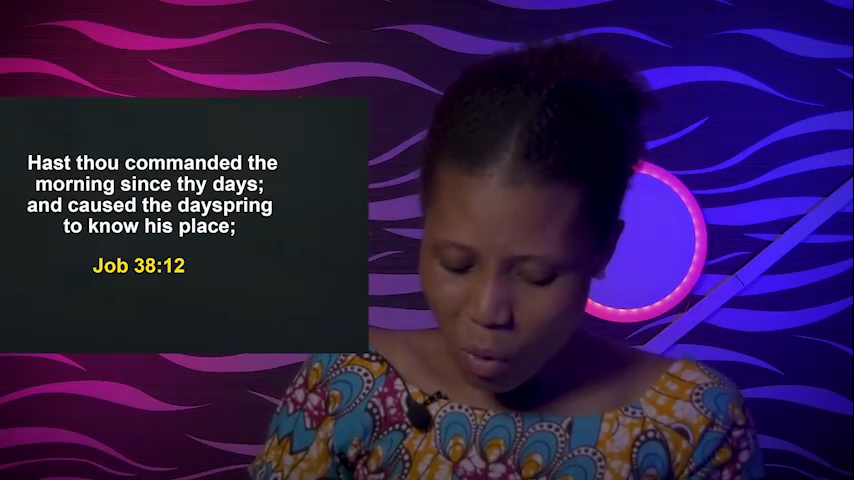 Hast thou commanded the
morning since thy days;
and caused the dayspring
to know his place;
Job 38:12